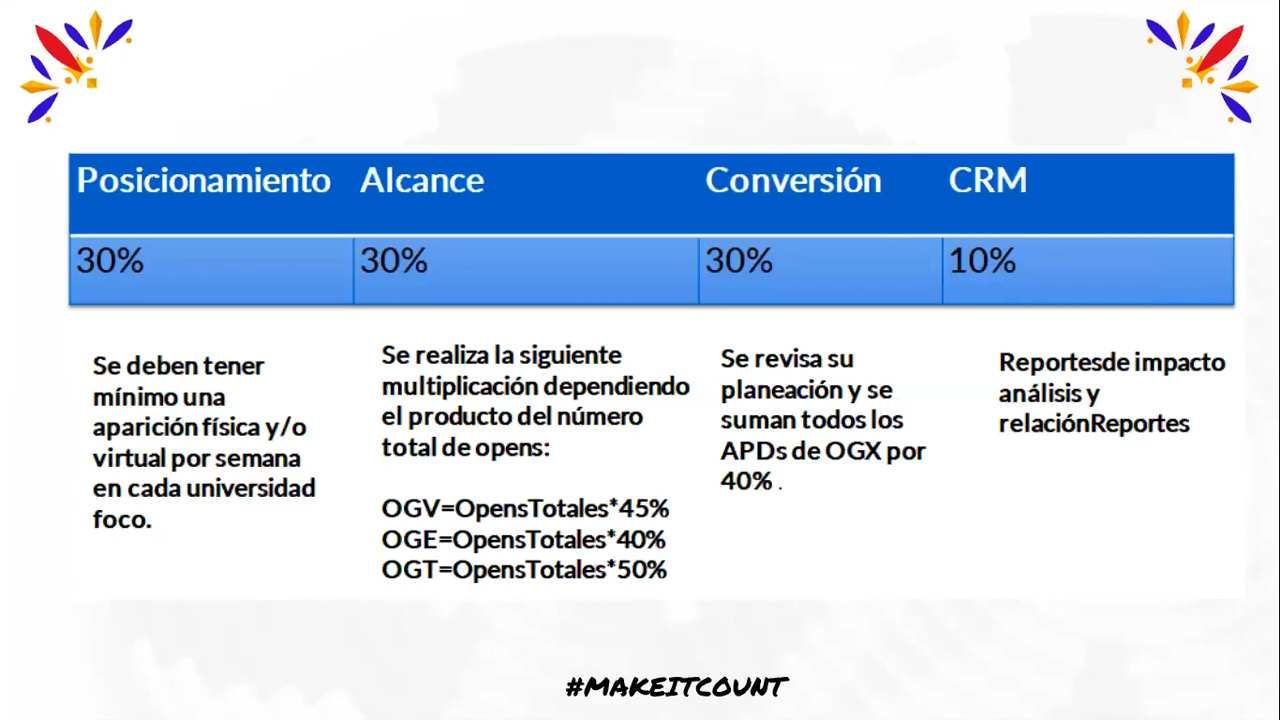 Posicionamiento Alcance Conversión CRM
30% 30% 30% 10%
Se deben tener
mínimo una
aparición física y/o
virtual por semana
en cada universidad
foco.
Se realiza la siguiente
multiplicación dependiendo
el producto del número
total de opens:
OGV=OpensTotales*45%
OGE=OpensTotales*40%
OGT=OpensTotales*50%
Se revisa su
planeación y se
suman todos los
APDs de OGX por
40% .
Reportesde impacto
análisis y
relaciónReportes
#MAKEITCOUNT